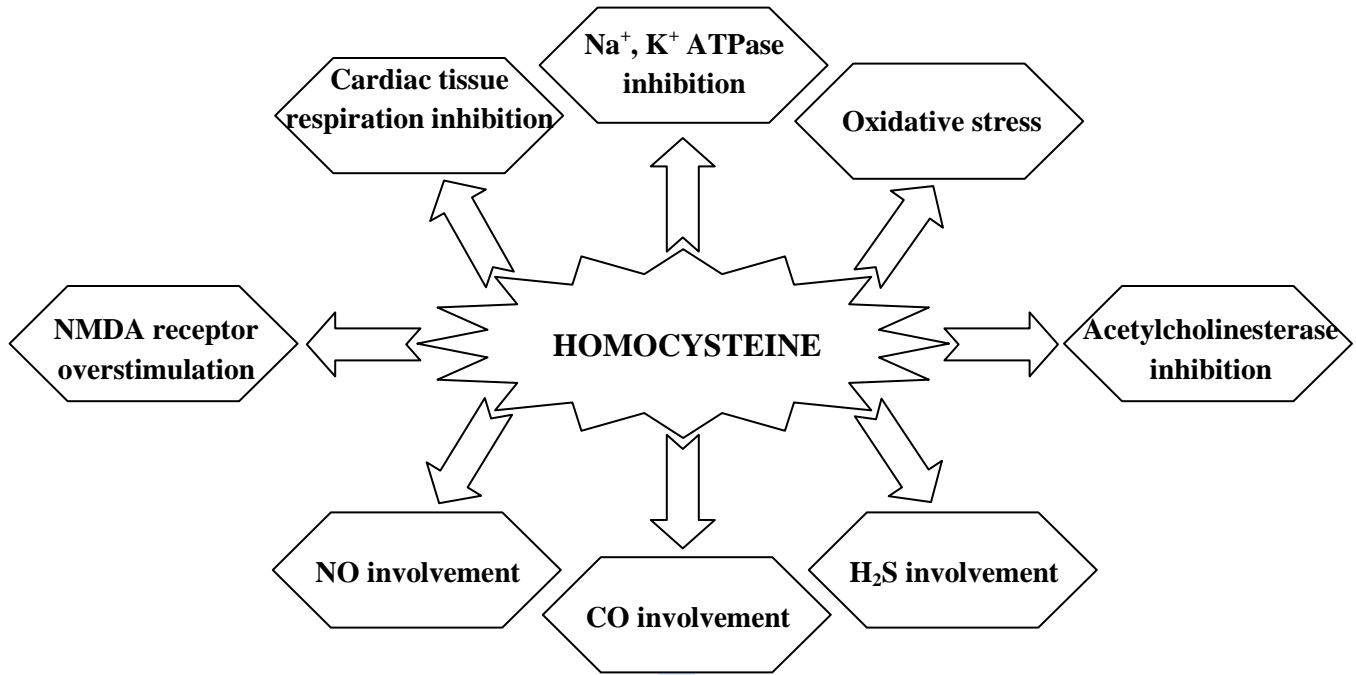 Na⁺, K⁺ ATPase
inhibition
Cardiac tissue
respiration inhibition
Oxidative stress
NMDA receptor
overstimulation
HOMOCYSTEINE
Acetylcholinesterase
inhibition
NO involvement
CO involvement
H₂S involvement